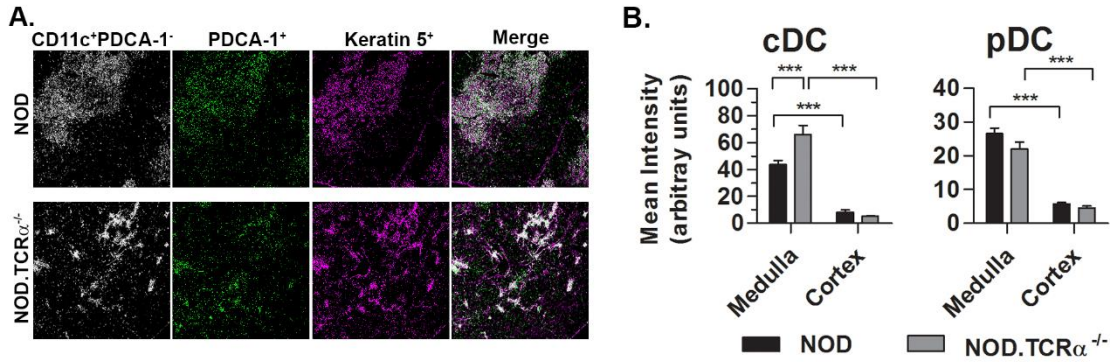 A.
CD11c⁺PDCA-1⁻ PDCA-1⁺ Keratin 5⁺ Merge
NOD
NOD.TCRα⁻/⁻
B.
cDC
Mean Intensity
(arbitray units)
100
80
60
40
20
0
***
***
***
Medulla
Cortex
pDC
40
30
20
10
0
***
***
Medulla
Cortex
NOD
NOD.TCRα⁻/⁻